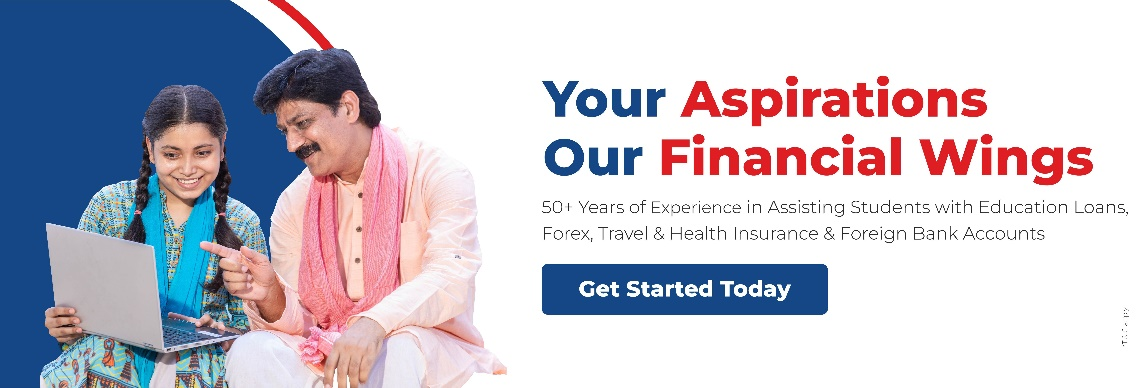 Your Aspirations
Our Financial Wings
50+ Years of Experience in Assisting Students with Education Loans,
Forex, Travel & Health Insurance & Foreign Bank Accounts
Get Started Today